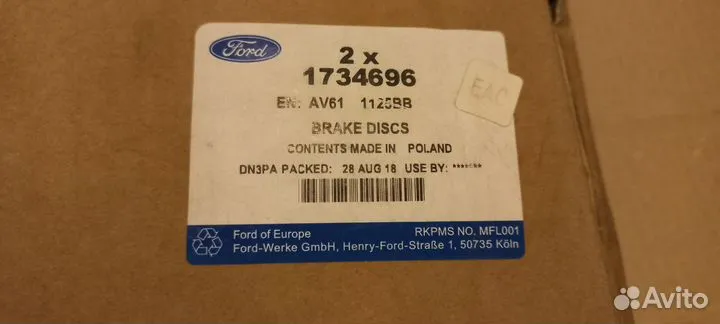 Ford
2 x
1734696
EAC
EN: AV61 1125BB
BRAKE DISCS
CONTENTS MADE IN POLAND
DN3PA PACKED: 28 AUG 18 USE BY: *******
Ford of Europe RKPMS NO. MFL001
Ford-Werke GmbH, Henry-Ford-Straße 1, 50735 Köln
Avito